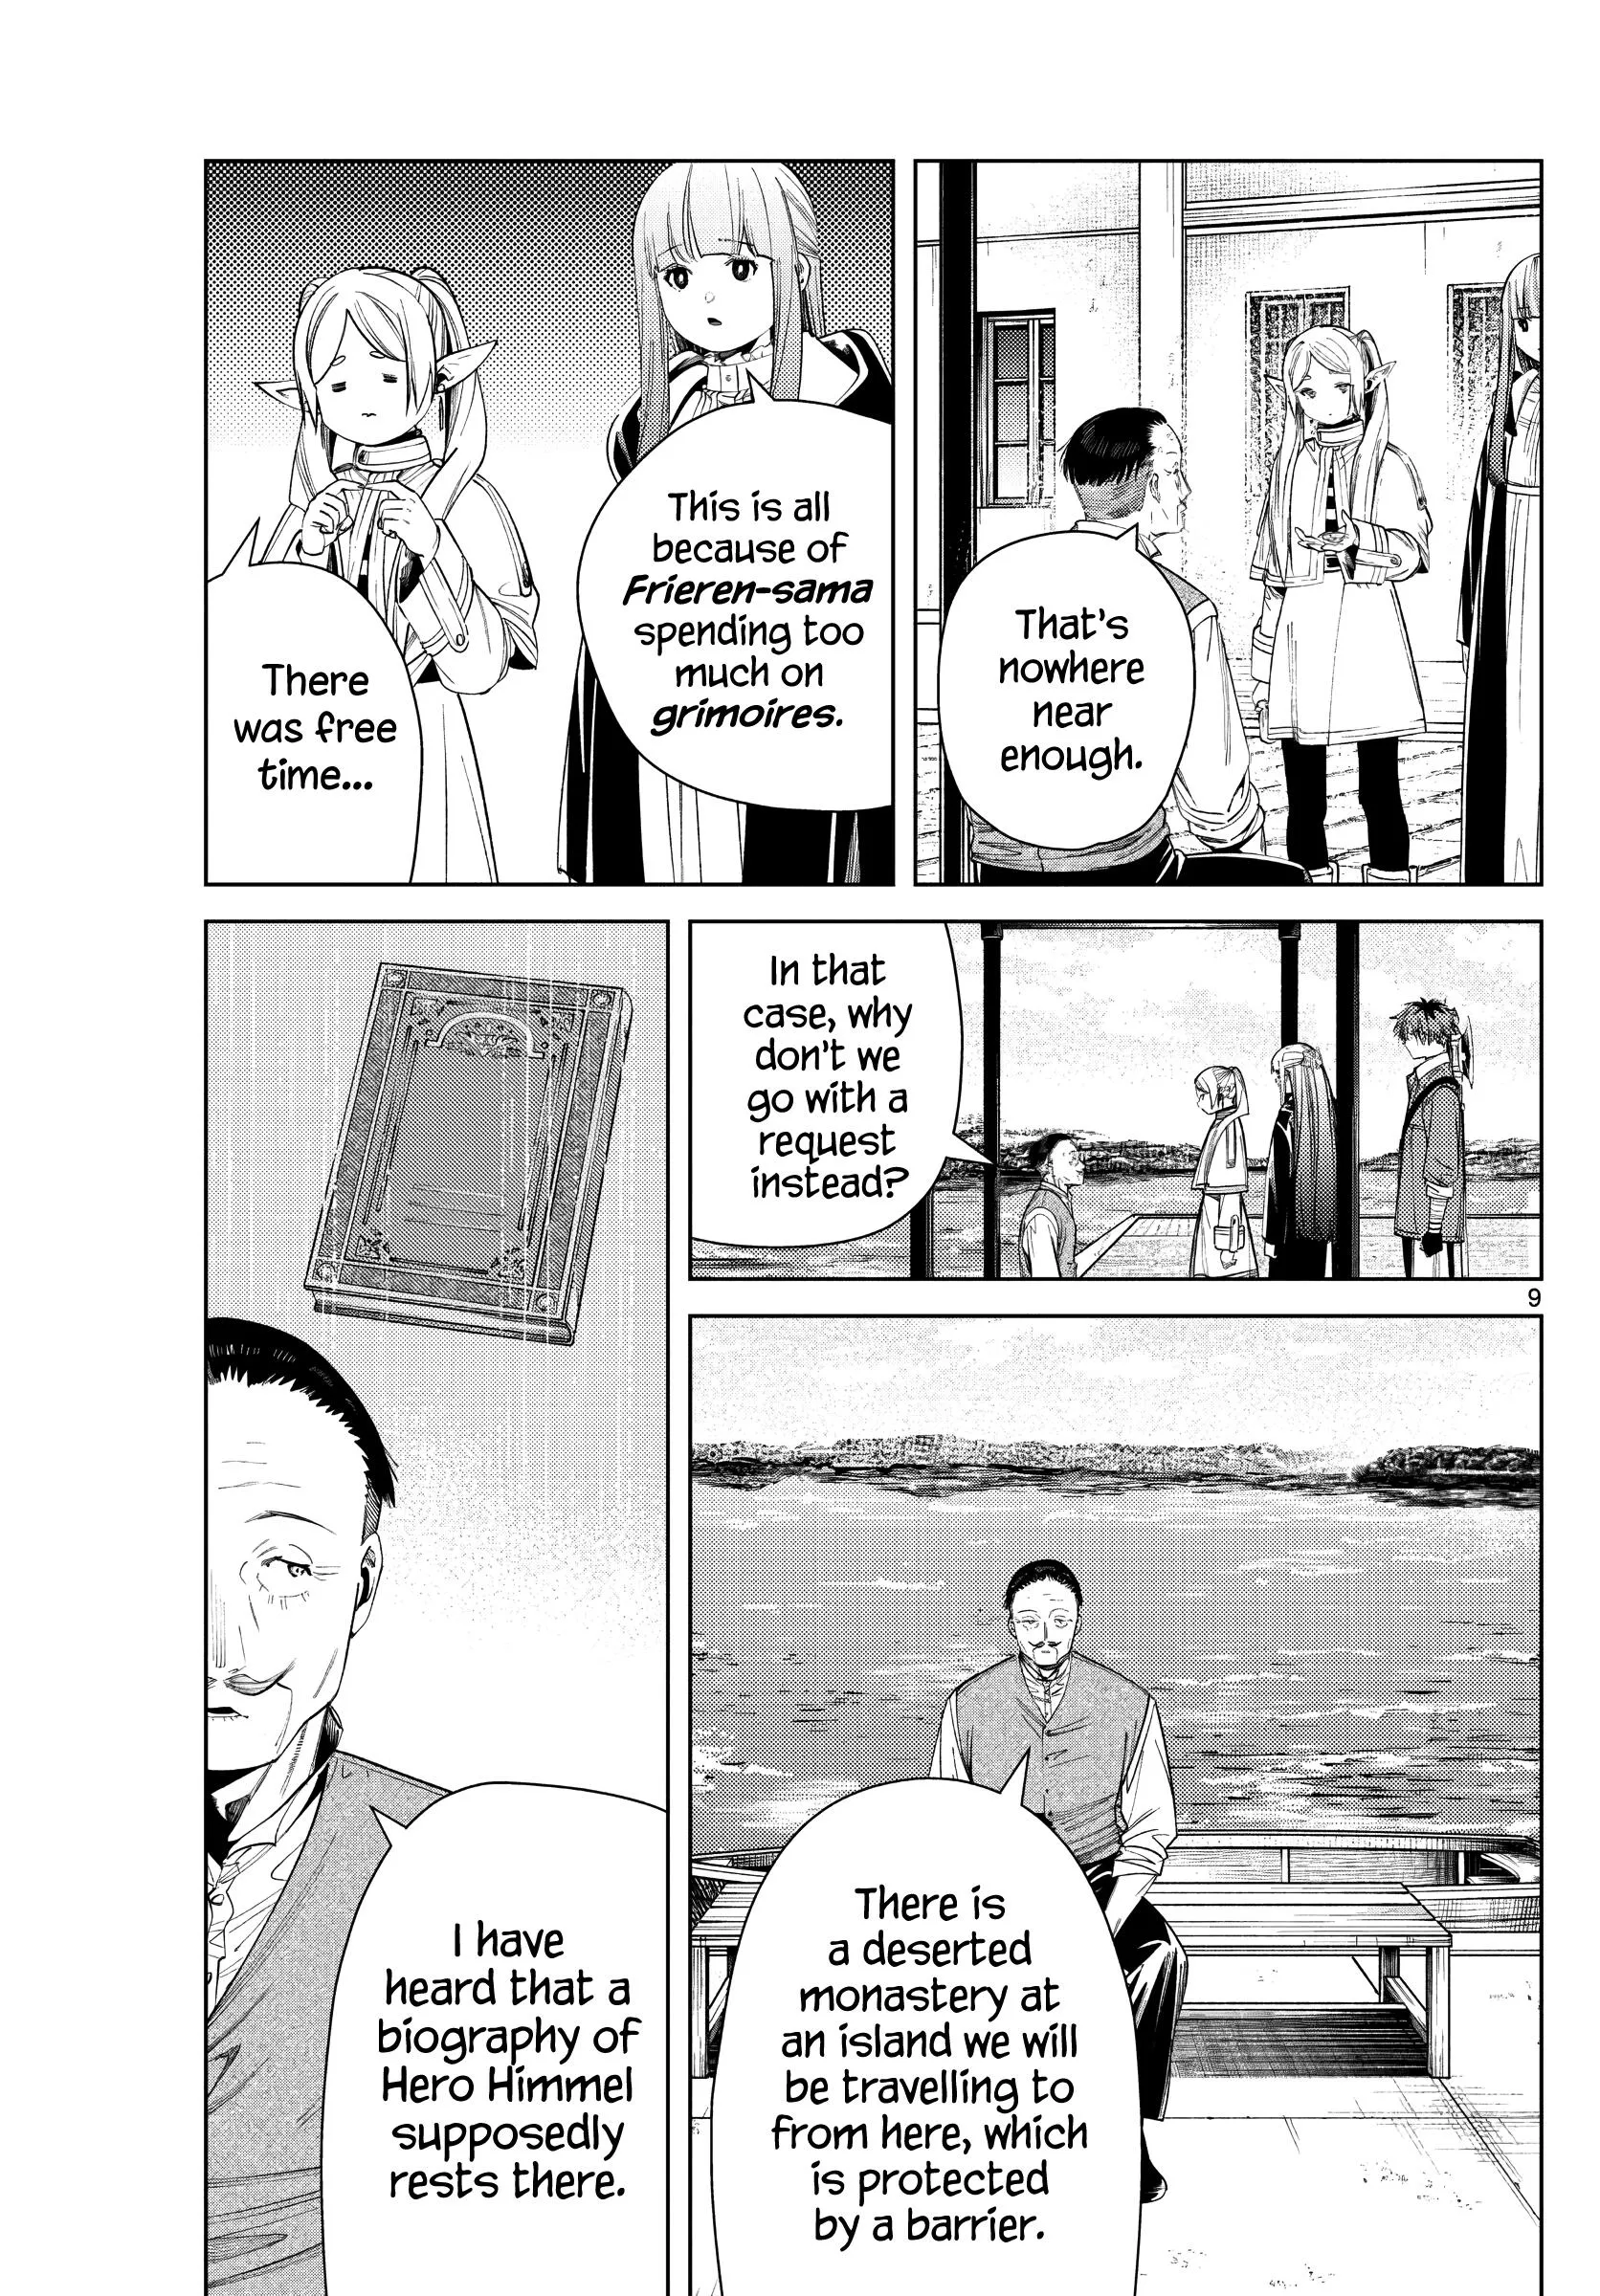 That's
nowhere
near
enough.
This is all
because of
Frieren-sama
spending too
much on
grimoires.
There
was free
time...
In that
case, why
don't we
go with a
request
instead?
9
There is
a deserted
monastery at
an island we will
be travelling to
from here, which
is protected
by a barrier.
I have
heard that a
biography of
Hero Himmel
supposedly
rests there.